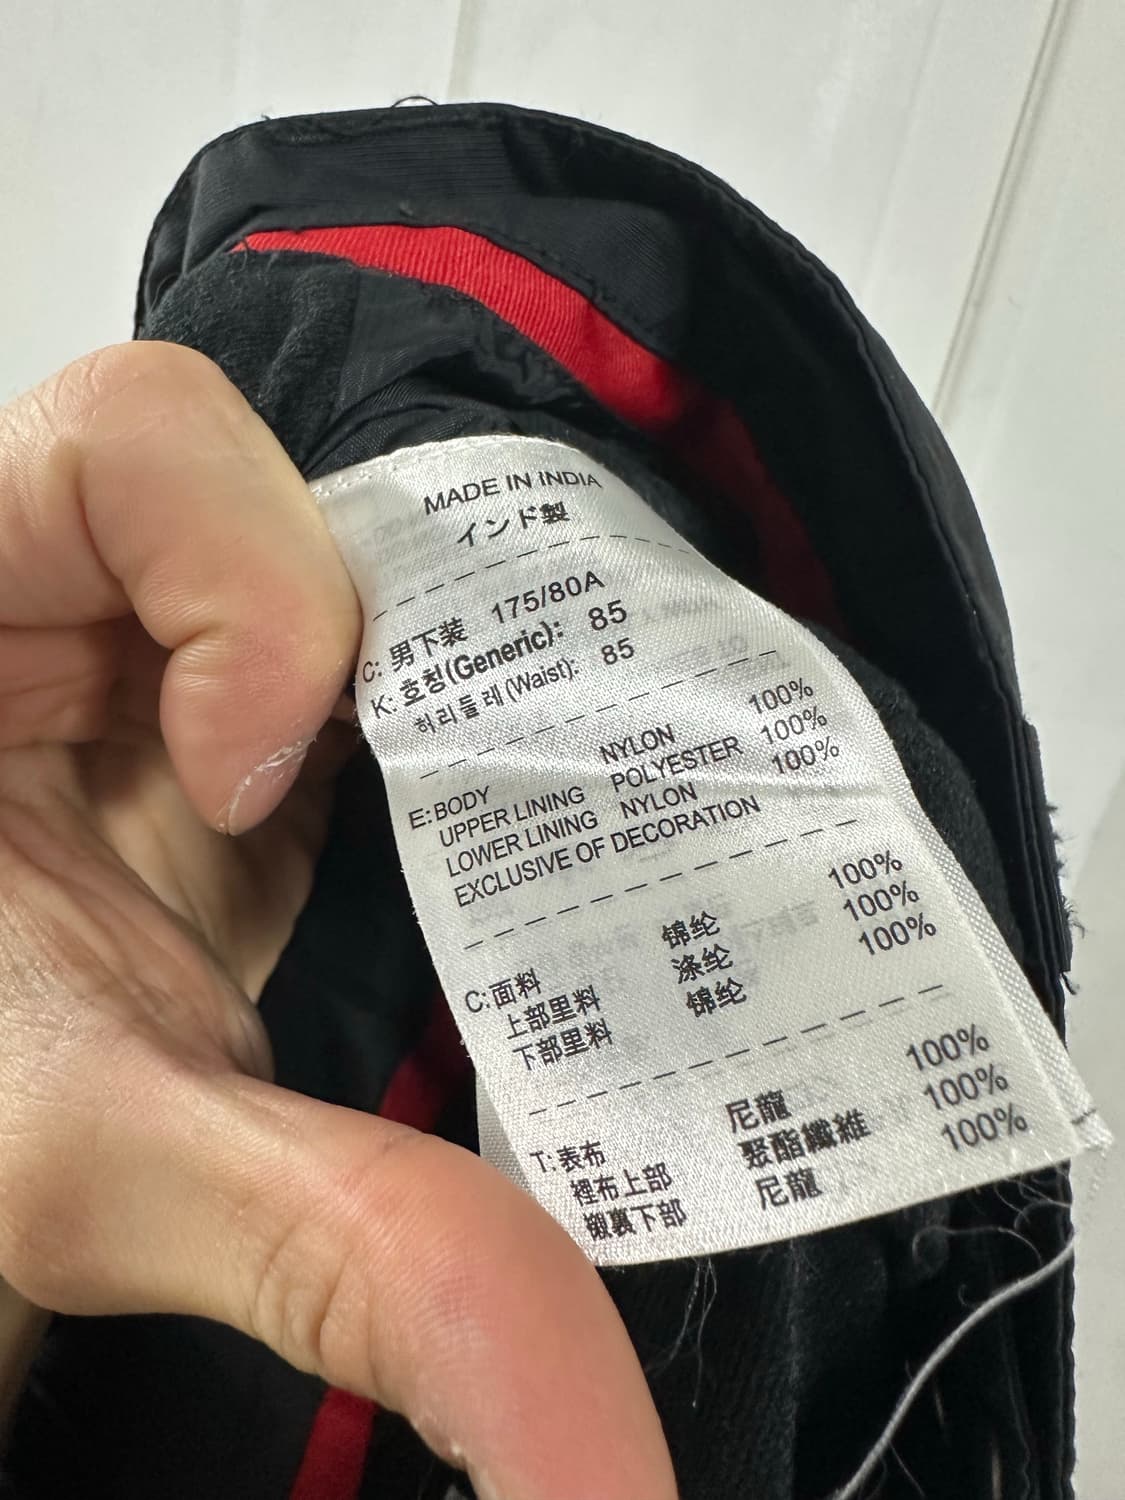 MADE IN INDIA
インド製
C: 男下装 175/80A
K: 호칭(Generic): 85
허리둘레(Waist): 85
E: BODY NYLON 100%
UPPER LINING POLYESTER 100%
LOWER LINING NYLON 100%
EXCLUSIVE OF DECORATION
C: 面料 锦纶 100%
上部里料 涤纶 100%
下部里料 锦纶 100%
T: 表布 尼龍 100%
裡布上部 聚酯纖維 100%
裏下部 尼龍 100%